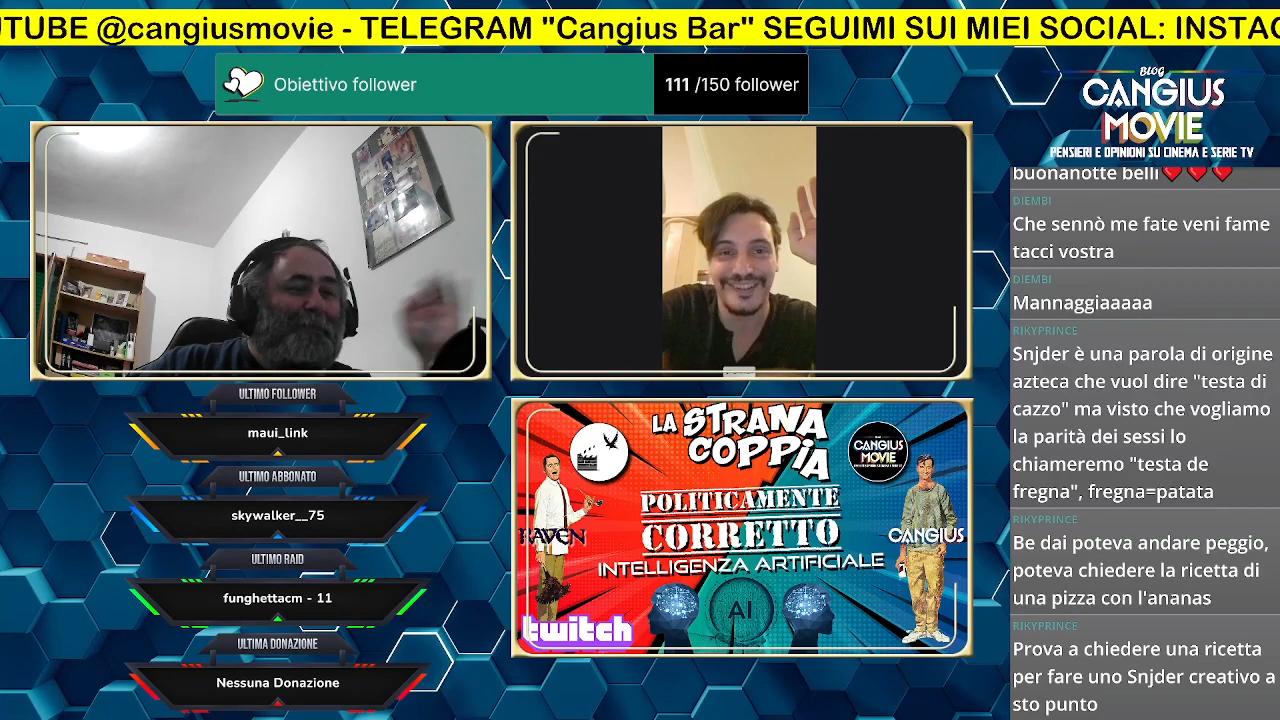 UTUBE @cangiusmovie - TELEGRAM "Cangius Bar" SEGUIMI SUI MIEI SOCIAL: INSTAG
Obiettivo follower
111 /150 follower
BLOG
CANGIUS
MOVIE
PENSIERI E OPINIONI SU CINEMA E SERIE TV
buonanotte belli❤️❤️❤️
DIEMBI
Che sennò me fate veni fame
tacci vostra
DIEMBI
Mannaggiaaaaa
RIKYPRINCE
Snjder è una parola di origine
azteca che vuol dire "testa di
cazzo" ma visto che vogliamo
la parità dei sessi lo
chiameremo "testa de
fregna", fregna=patata
RIKYPRINCE
Be dai poteva andare peggio,
poteva chiedere la ricetta di
una pizza con l'ananas
RIKYPRINCE
Prova a chiedere una ricetta
per fare uno Snjder creativo a
sto punto
ULTIMO FOLLOWER
maui_link
ULTIMO ABBONATO
skywalker__75
ULTIMO RAID
funghettacm - 11
ULTIMA DONAZIONE
Nessuna Donazione
LA STRANA
COPPIA
CANGIUS
MOVIE
POLITICAMENTE
CORRETTO
INTELLIGENZA ARTIFICIALE
HAVEN
CANGIUS
AI
twitch